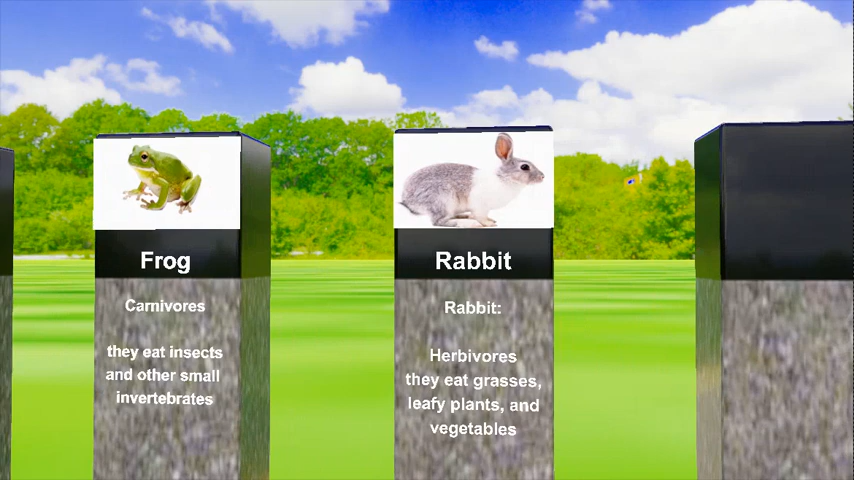 Frog
Carnivores
they eat insects
and other small
invertebrates
Rabbit
Rabbit:
Herbivores
they eat grasses,
leafy plants, and
vegetables